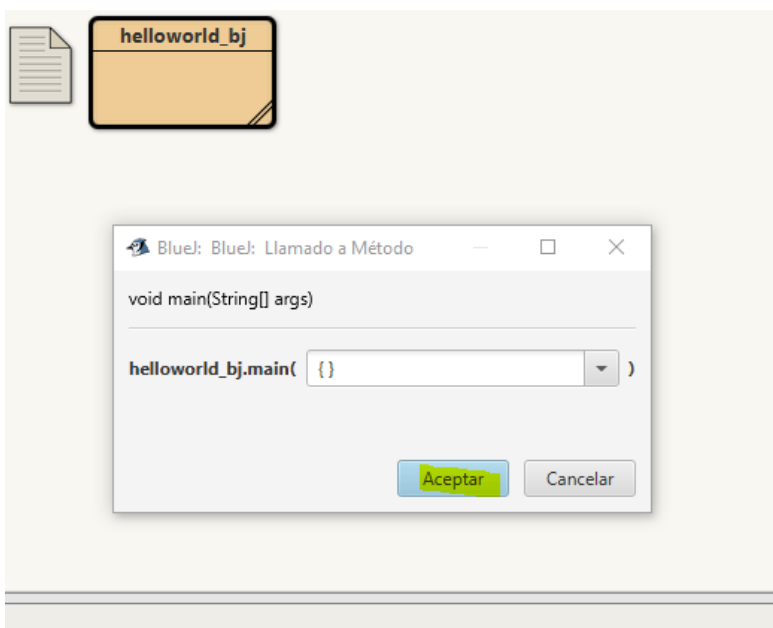 helloworld_bj
BlueJ: BlueJ: Llamado a Método
void main(String[] args)
helloworld_bj.main( { } )
Aceptar Cancelar